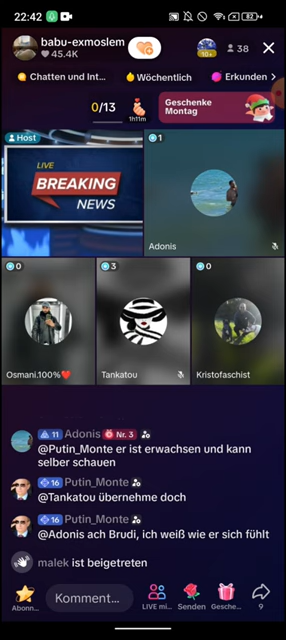 22:42
82
babu-exmoslem
45.4K
10+
38
Chatten und Int...
Wöchentlich
Erkunden
0/13
1h11m
Geschenke
Montag
Host
LIVE
BREAKING
NEWS
1
Adonis
0
Osmani.100%❤️
3
Tankatou
0
Kristofaschist
11 Adonis Nr. 3
@Putin_Monte er ist erwachsen und kann
selber schauen
16 Putin_Monte
@Tankatou übernehme doch
16 Putin_Monte
@Adonis ach Brudi, ich weiß wie er sich fühlt
malek ist beigetreten
Abonn...
Komment...
LIVE mi...
Senden
Gesche...
9